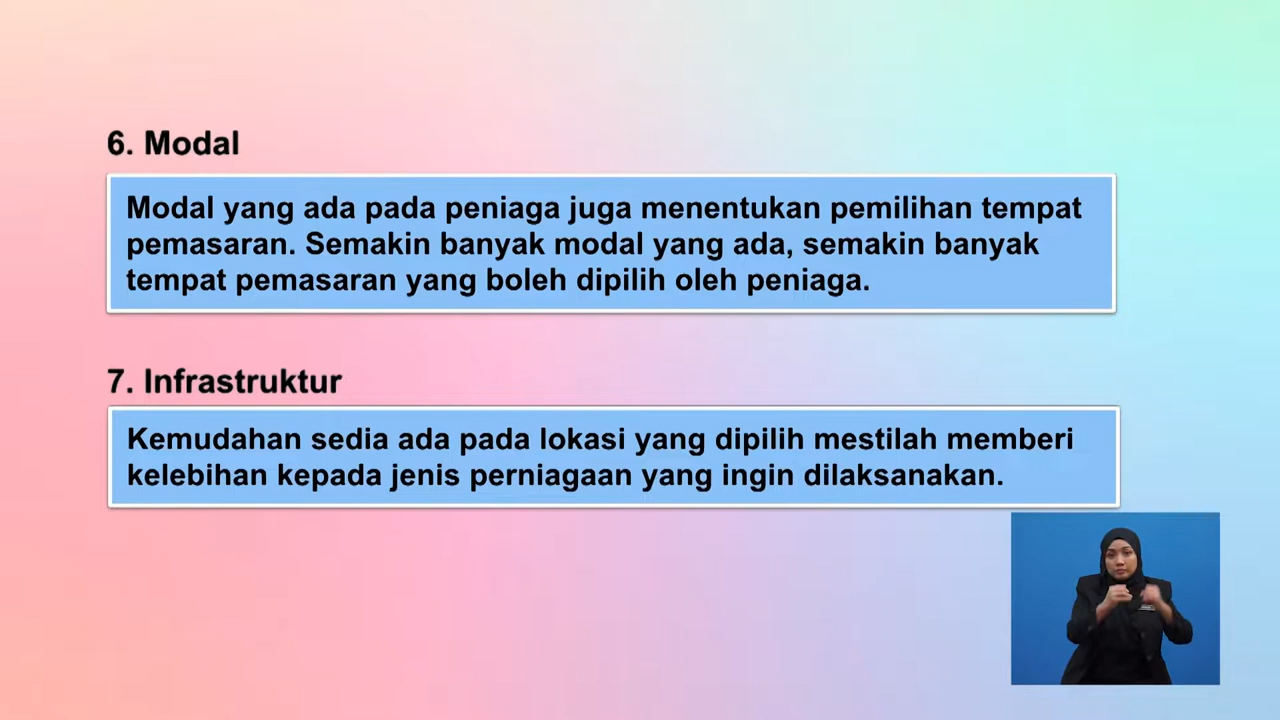 6. Modal
Modal yang ada pada peniaga juga menentukan pemilihan tempat
pemasaran. Semakin banyak modal yang ada, semakin banyak
tempat pemasaran yang boleh dipilih oleh peniaga.
7. Infrastruktur
Kemudahan sedia ada pada lokasi yang dipilih mestilah memberi
kelebihan kepada jenis perniagaan yang ingin dilaksanakan.